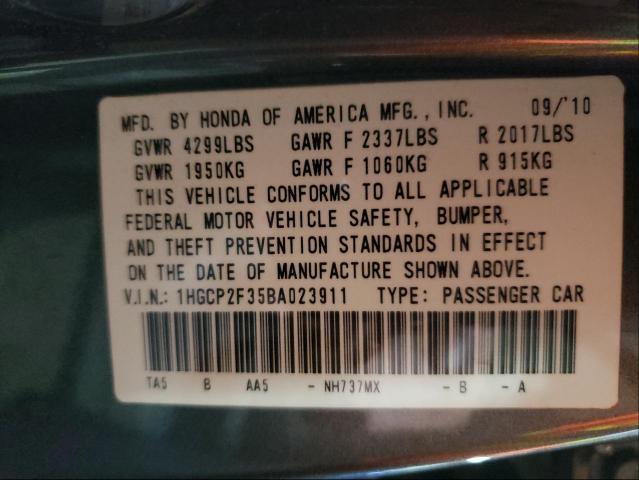 MFD. BY HONDA OF AMERICA MFG., INC. 09/'10
GVWR 4299LBS GAWR F 2337LBS R 2017LBS
GVWR 1950KG GAWR F 1060KG R 915KG
THIS VEHICLE CONFORMS TO ALL APPLICABLE
FEDERAL MOTOR VEHICLE SAFETY, BUMPER,
AND THEFT PREVENTION STANDARDS IN EFFECT
ON THE DATE OF MANUFACTURE SHOWN ABOVE.
V.I.N.: 1HGCP2F35BA023911 TYPE: PASSENGER CAR
TA5 B AA5 - NH737MX - B - A